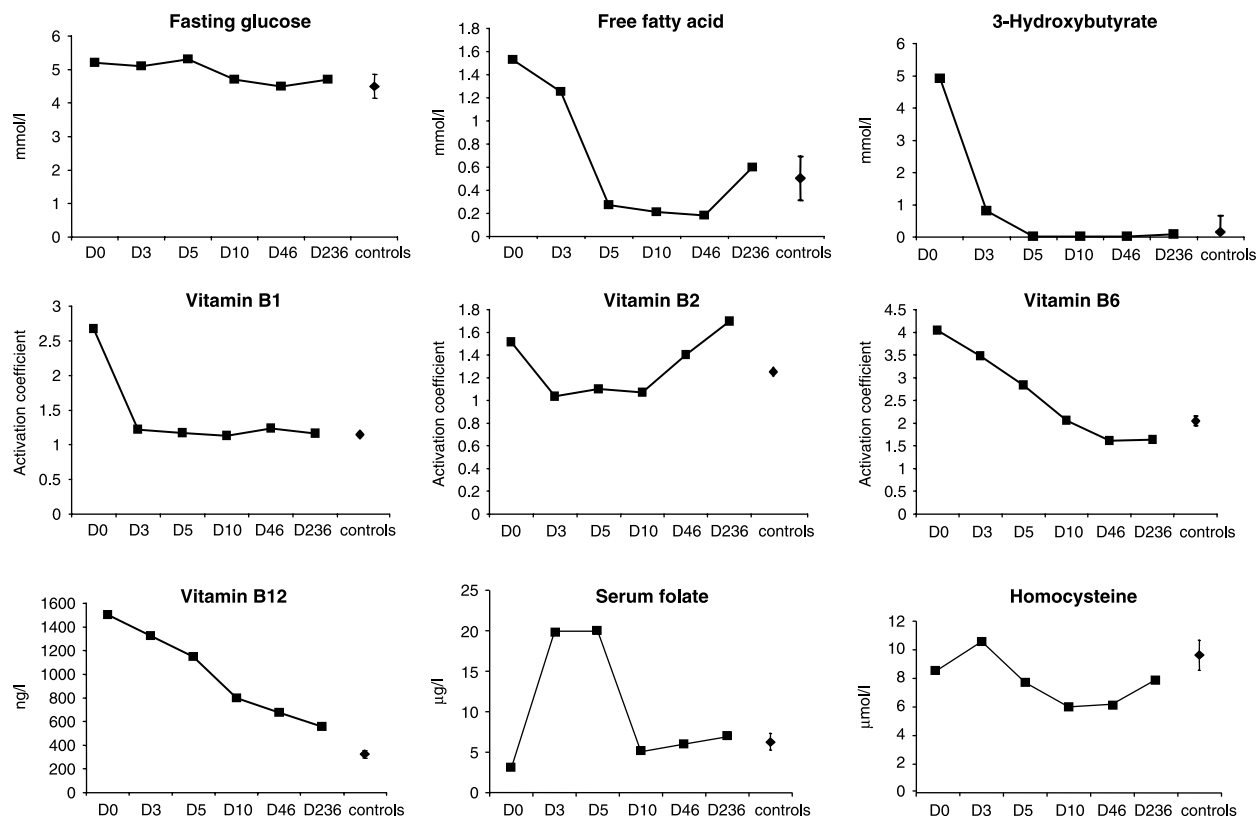 Fasting glucose
mmol/l
6
5
4
3
2
1
0
D0 D3 D5 D10 D46 D236 controls
Free fatty acid
mmol/l
1.8
1.6
1.4
1.2
1
0.8
0.6
0.4
0.2
0
D0 D3 D5 D10 D46 D236 controls
3-Hydroxybutyrate
mmol/l
6
5
4
3
2
1
0
D0 D3 D5 D10 D46 D236 controls
Vitamin B1
Activation coefficient
3
2.5
2
1.5
1
0.5
0
D0 D3 D5 D10 D46 D236 controls
Vitamin B2
Activation coefficient
1.8
1.6
1.4
1.2
1
0.8
0.6
0.4
0.2
0
D0 D3 D5 D10 D46 D236 controls
Vitamin B6
Activation coefficient
4.5
4
3.5
3
2.5
2
1.5
1
0.5
0
D0 D3 D5 D10 D46 D236 controls
Vitamin B12
ng/l
1600
1400
1200
1000
800
600
400
200
0
D0 D3 D5 D10 D46 D236 controls
Serum folate
µg/l
25
20
15
10
5
0
D0 D3 D5 D10 D46 D236 controls
Homocysteine
µmol/l
12
10
8
6
4
2
0
D0 D3 D5 D10 D46 D236 controls